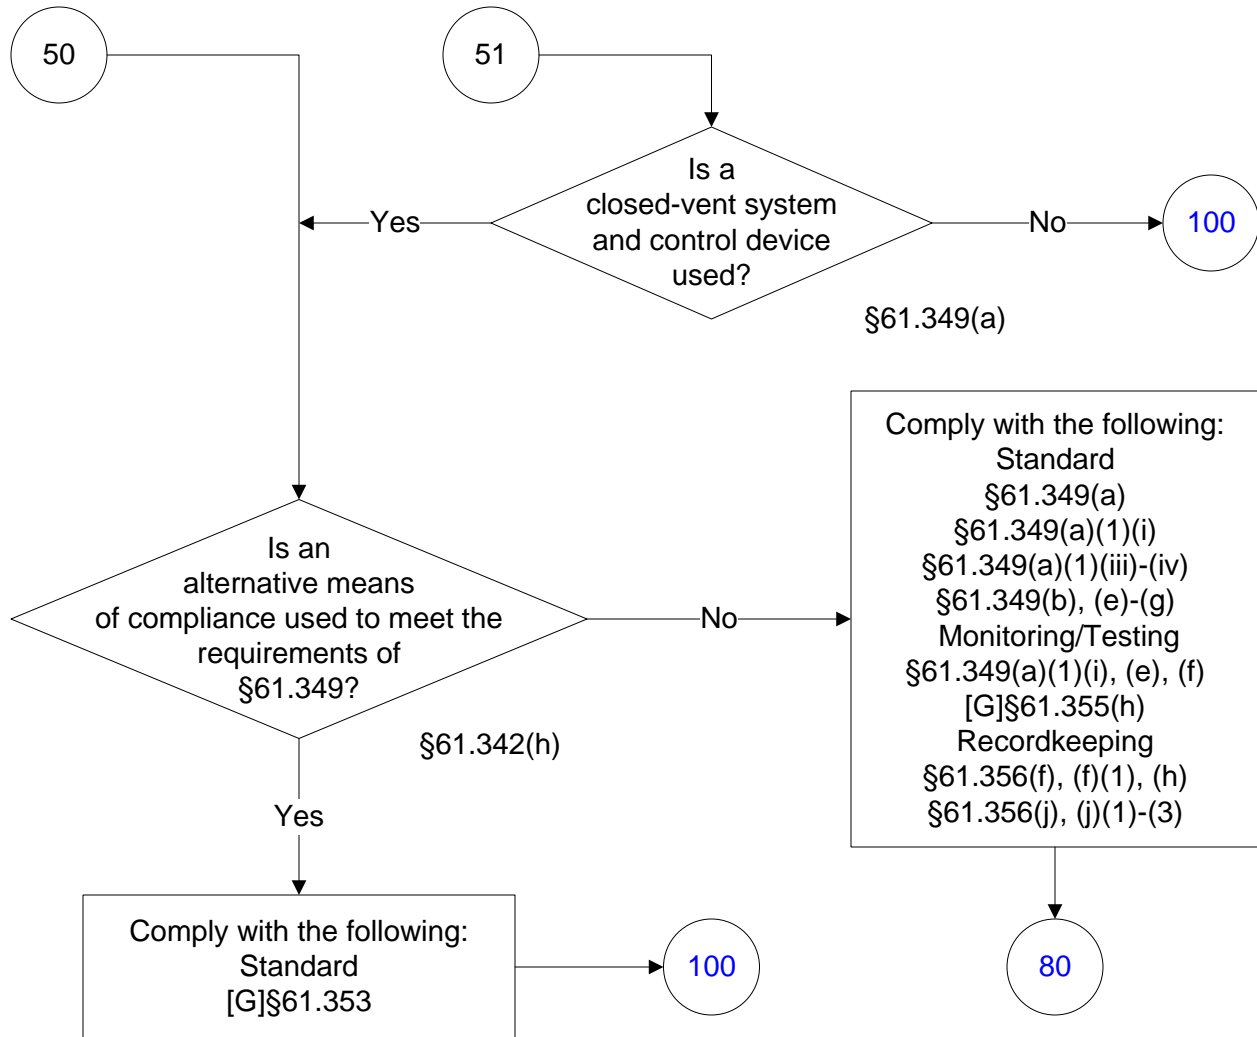 50
51
Is a
closed-vent system
and control device
used?
Yes
No
100
§61.349(a)
Is an
alternative means
of compliance used to meet the
requirements of
§61.349?
§61.342(h)
No
Comply with the following:
Standard
§61.349(a)
§61.349(a)(1)(i)
§61.349(a)(1)(iii)-(iv)
§61.349(b), (e)-(g)
Monitoring/Testing
§61.349(a)(1)(i), (e), (f)
[G]§61.355(h)
Recordkeeping
§61.356(f), (f)(1), (h)
§61.356(j), (j)(1)-(3)
Yes
Comply with the following:
Standard
[G]§61.353
100
80